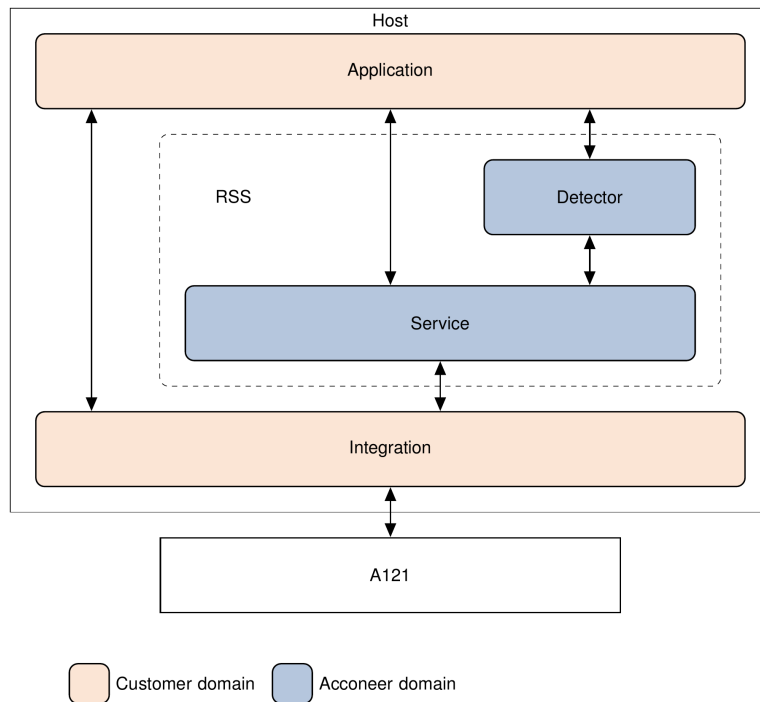 Host
Application
RSS
Detector
Service
Integration
A121
Customer domain
Acconeer domain